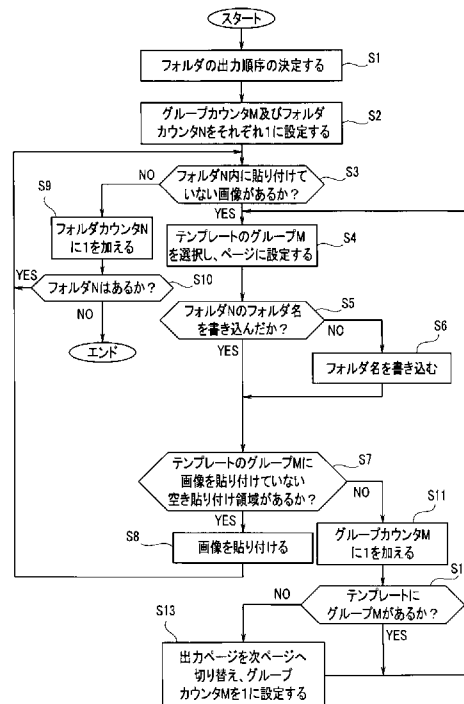 スタート
フォルダの出力順序の決定する
S1
グループカウンタM及びフォルダ
カウンタNをそれぞれ1に設定する
S2
フォルダN内に貼り付けて
いない画像があるか?
S3
NO
YES
S9
フォルダカウンタN
に1を加える
テンプレートのグループM
を選択し、ページに設定する
S4
YES
フォルダNはあるか?
S10
NO
エンド
フォルダNのフォルダ名
を書き込んだか?
S5
NO
YES
S6
フォルダ名を書き込む
テンプレートのグループMに
画像を貼り付けていない
空き貼り付け領域があるか?
S7
NO
YES
S8
画像を貼り付ける
S11
グループカウンタM
に1を加える
S1
NO
テンプレートに
グループMがあるか?
YES
S13
出力ページを次ページへ
切り替え、グループ
カウンタMを1に設定する